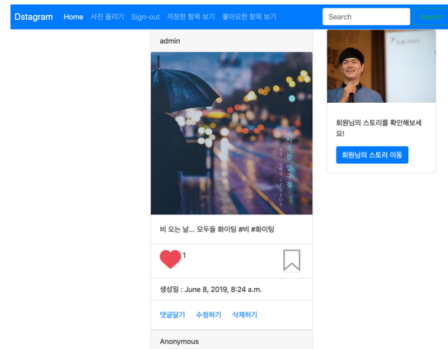 Dstagram Home 사진 올리기 Sign-out 저장한 항목 보기 좋아요한 항목 보기 Search
admin
비 오는 날... 모두들 화이팅 #비 #화이팅
1
생성일 : June 8, 2019, 8:24 a.m.
댓글달기 수정하기 삭제하기
Anonymous
회원님의 스토리를 확인해보세
요!
회원님의 스토리 이동